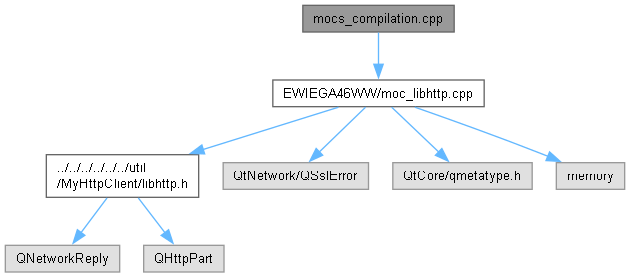 mocs_compilation.cpp
EWIEGA46WW/moc_libhttp.cpp
../../../../../../util
/MyHttpClient/libhttp.h
QtNetwork/QSslError
QtCore/qmetatype.h
memory
QNetworkReply
QHttpPart